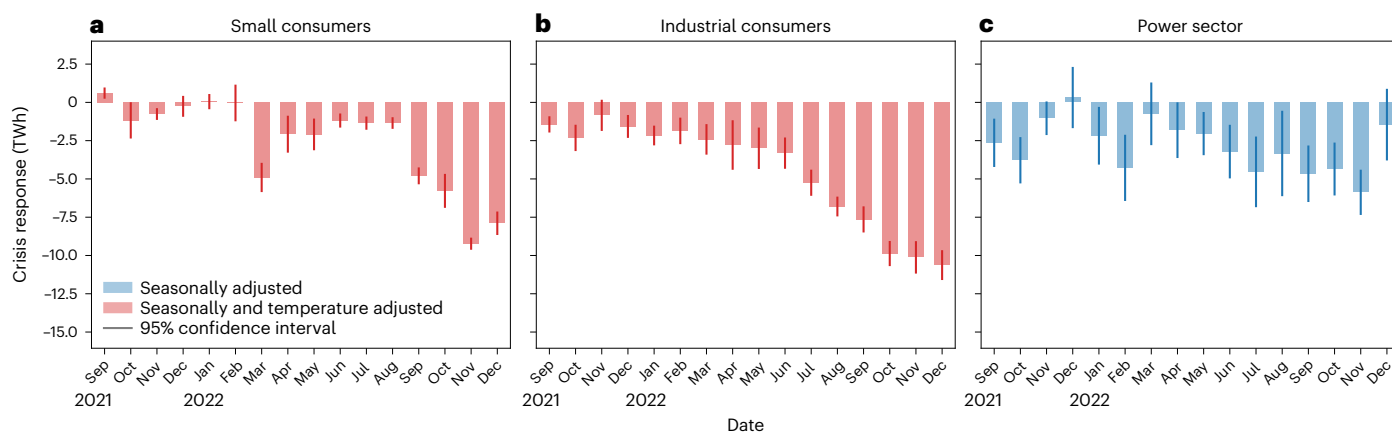 a Small consumers
b Industrial consumers
c Power sector
Crisis response (TWh)
2.5
0
−2.5
−5.0
−7.5
−10.0
−12.5
−15.0
Seasonally adjusted
Seasonally and temperature adjusted
95% confidence interval
Sep Oct Nov Dec Jan Feb Mar Apr May Jun Jul Aug Sep Oct Nov Dec
2021 2022
Sep Oct Nov Dec Jan Feb Mar Apr May Jun Jul Aug Sep Oct Nov Dec
2021 2022
Sep Oct Nov Dec Jan Feb Mar Apr May Jun Jul Aug Sep Oct Nov Dec
2021 2022
Date